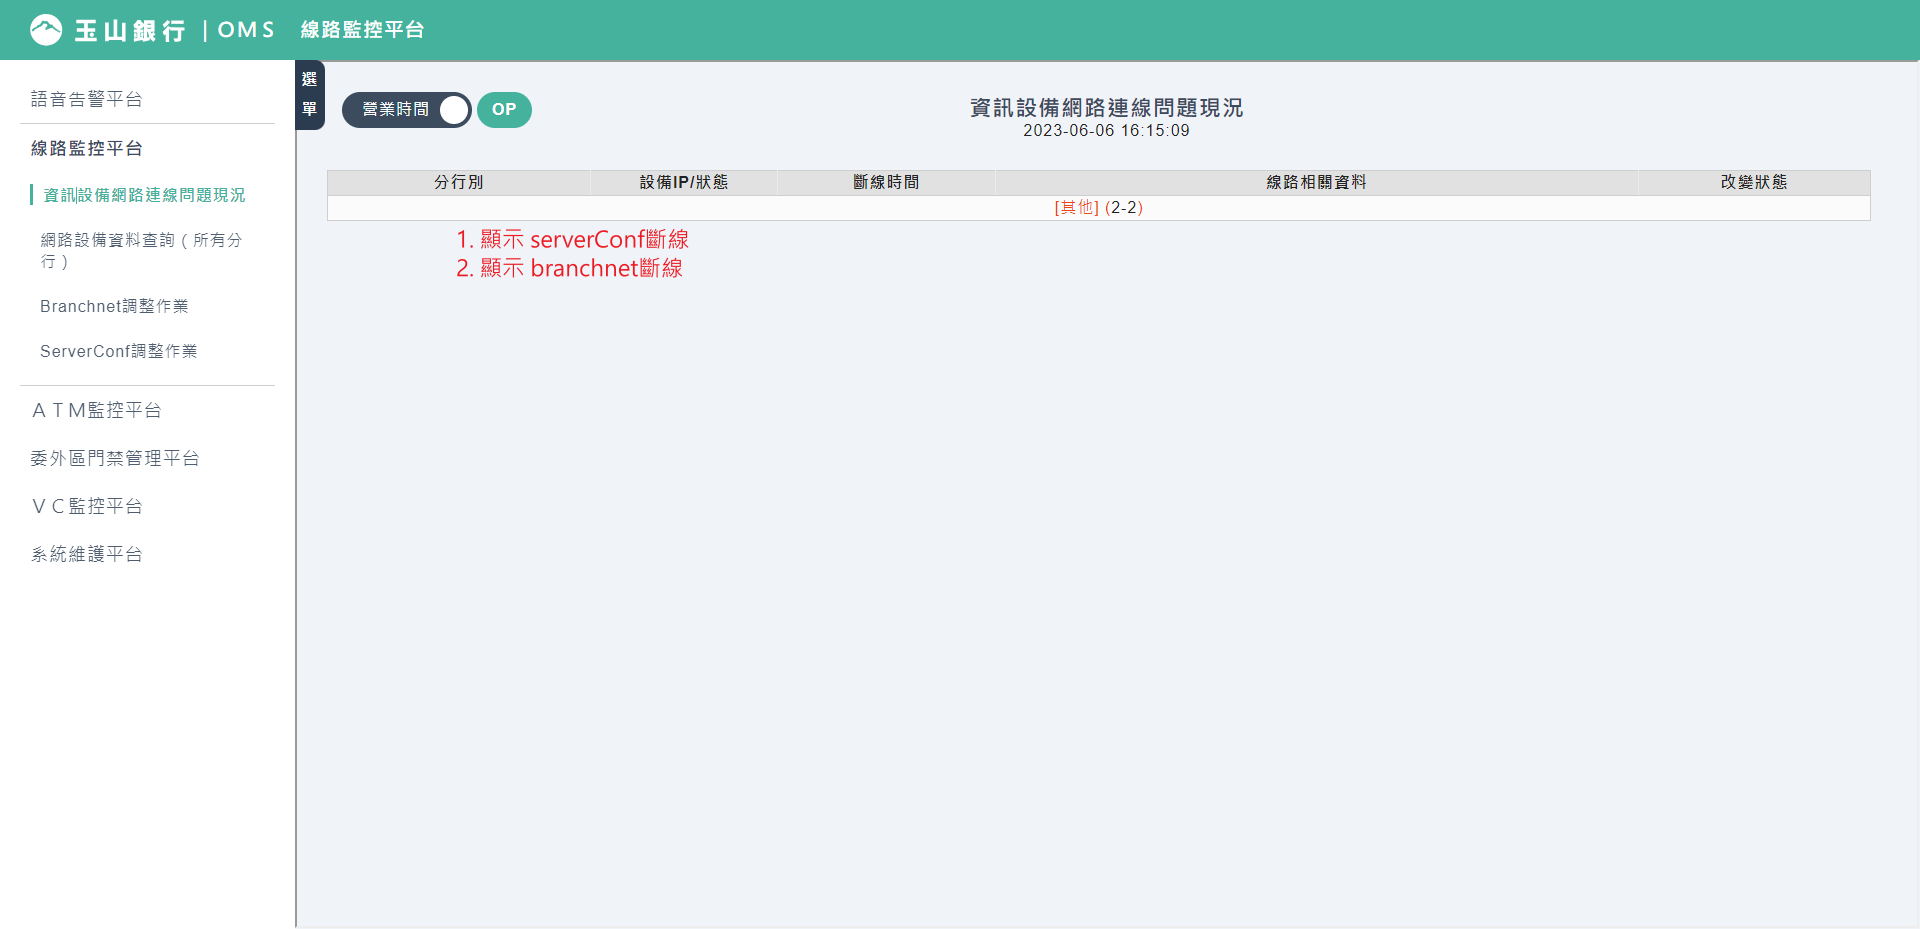 玉山銀行 | OMS 線路監控平台
語音告警平台
線路監控平台
資訊設備網路連線問題現況
網路設備資料查詢（所有分
行）
Branchnet調整作業
ServerConf調整作業
ＡＴＭ監控平台
委外區門禁管理平台
ＶＣ監控平台
系統維護平台
選
單
營業時間 OP
資訊設備網路連線問題現況
2023-06-06 16:15:09
分行別 設備IP/狀態 斷線時間 線路相關資料 改變狀態
[其他] (2-2)
1. 顯示 serverConf斷線
2. 顯示 branchnet斷線